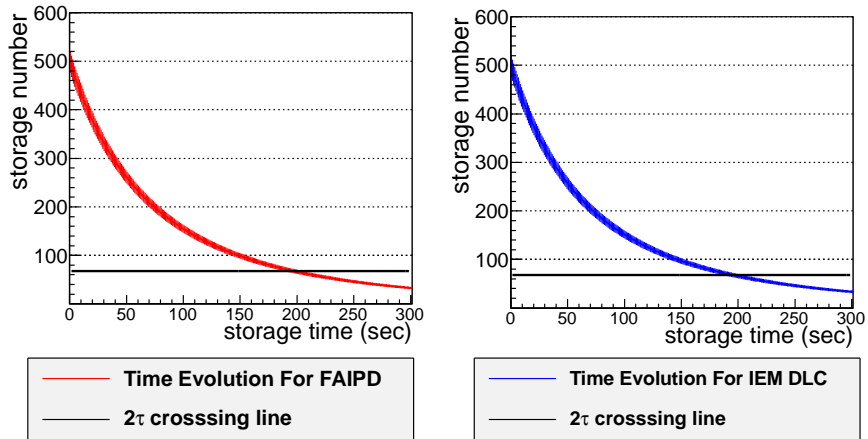 600
500
400
300
200
100
storage number
0 50 100 150 200 250 300
storage time (sec)
Time Evolution For FAIPD
2τ crosssing line
600
500
400
300
200
100
storage number
0 50 100 150 200 250 300
storage time (sec)
Time Evolution For IEM DLC
2τ crosssing line